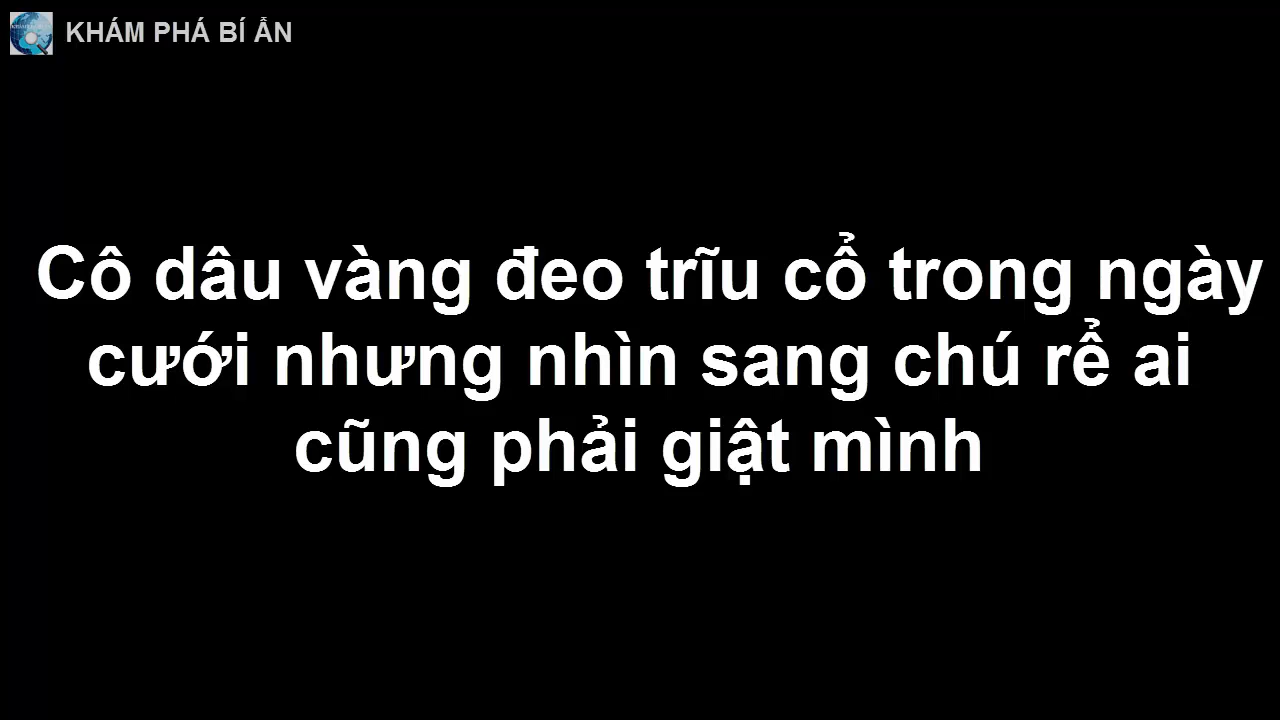 KHÁM PHÁ BÍ ẨN
Cô dâu vàng đeo trĩu cổ trong ngày
cưới nhưng nhìn sang chú rể ai
cũng phải giật mình